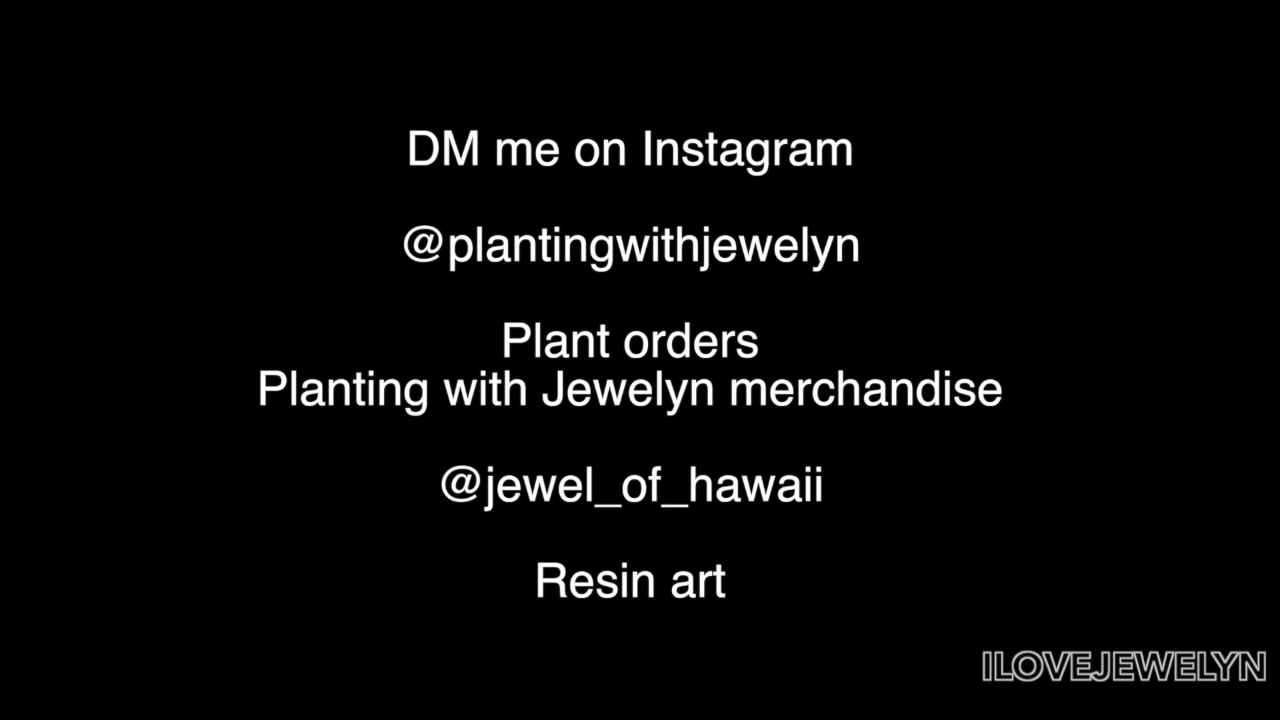 DM me on Instagram
@plantingwithjewelyn
Plant orders
Planting with Jewelyn merchandise
@jewel_of_hawaii
Resin art
ILOVEJEWELYN